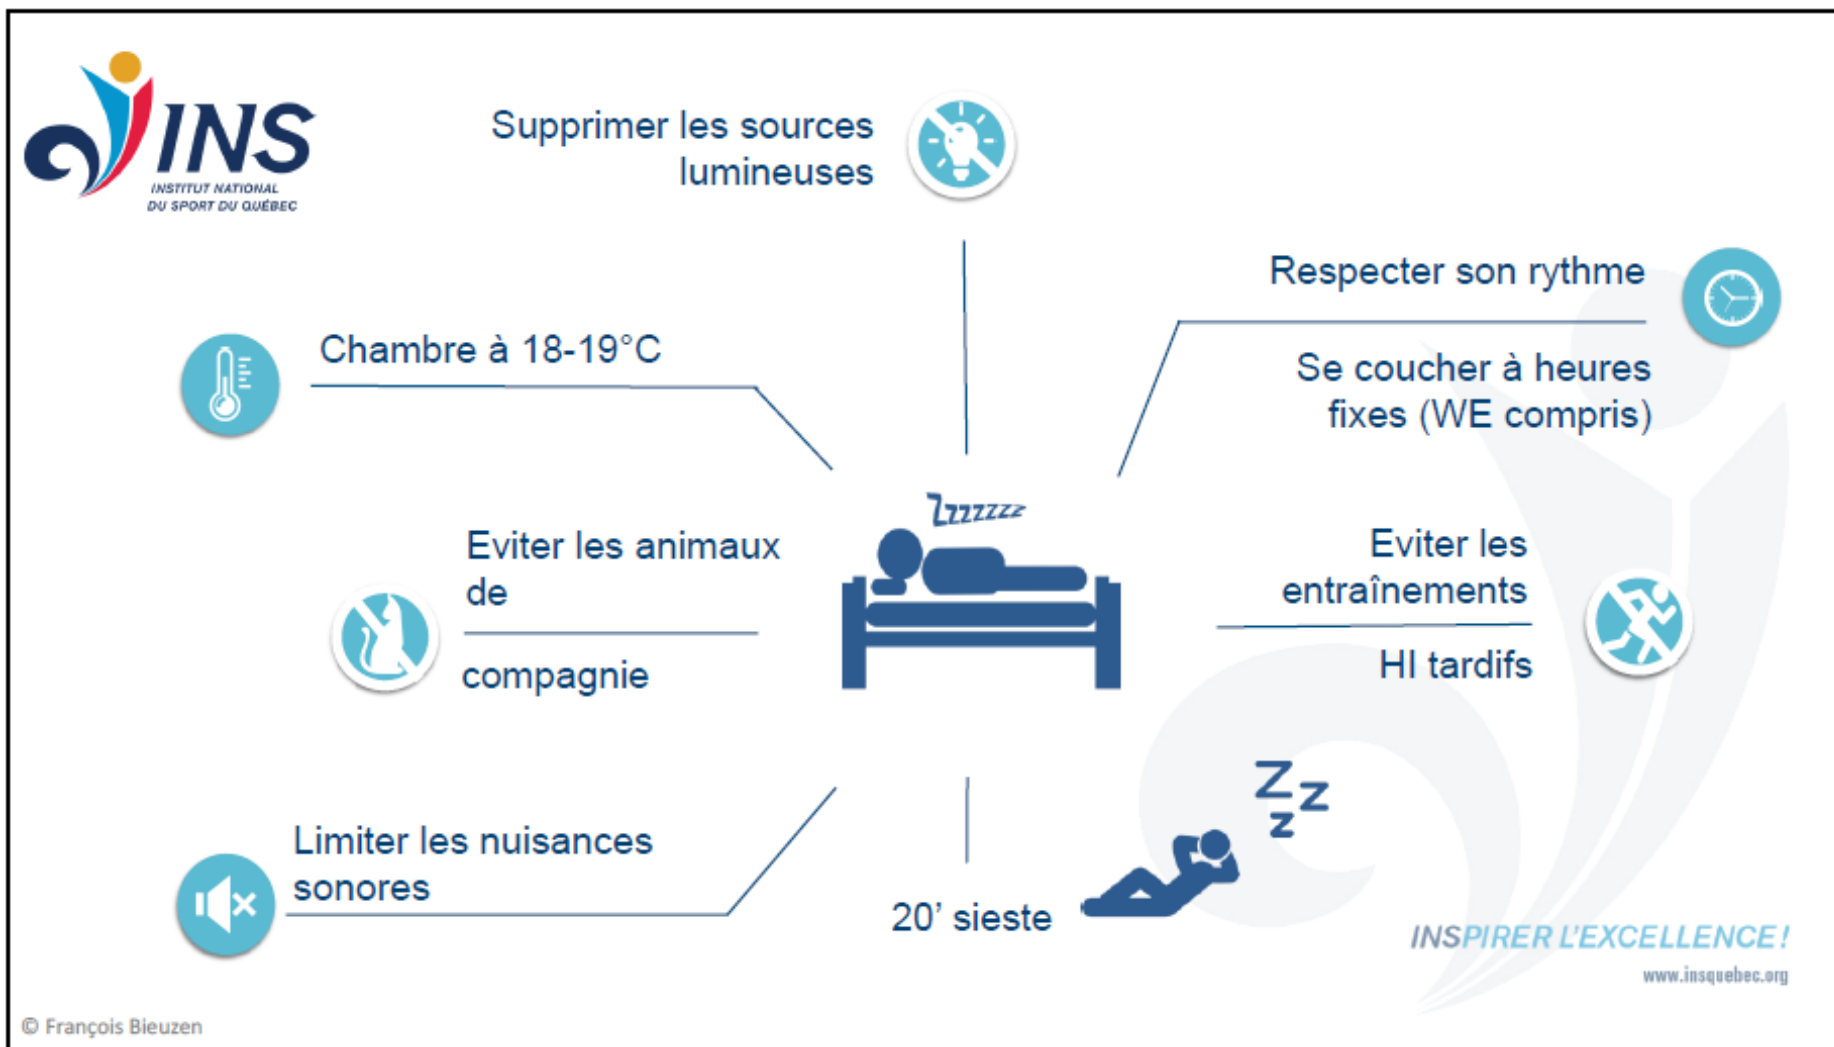 INS
INSTITUT NATIONAL
DU SPORT DU QUÉBEC
Supprimer les sources
lumineuses
Respecter son rythme
Se coucher à heures
fixes (WE compris)
Chambre à 18-19°C
Zzzzzzz
Eviter les animaux
de
compagnie
Eviter les
entraînements
HI tardifs
Limiter les nuisances
sonores
20’ sieste
Z
Z
z
INSPIRER L'EXCELLENCE!
www.insquebec.org
© François Bieuzen